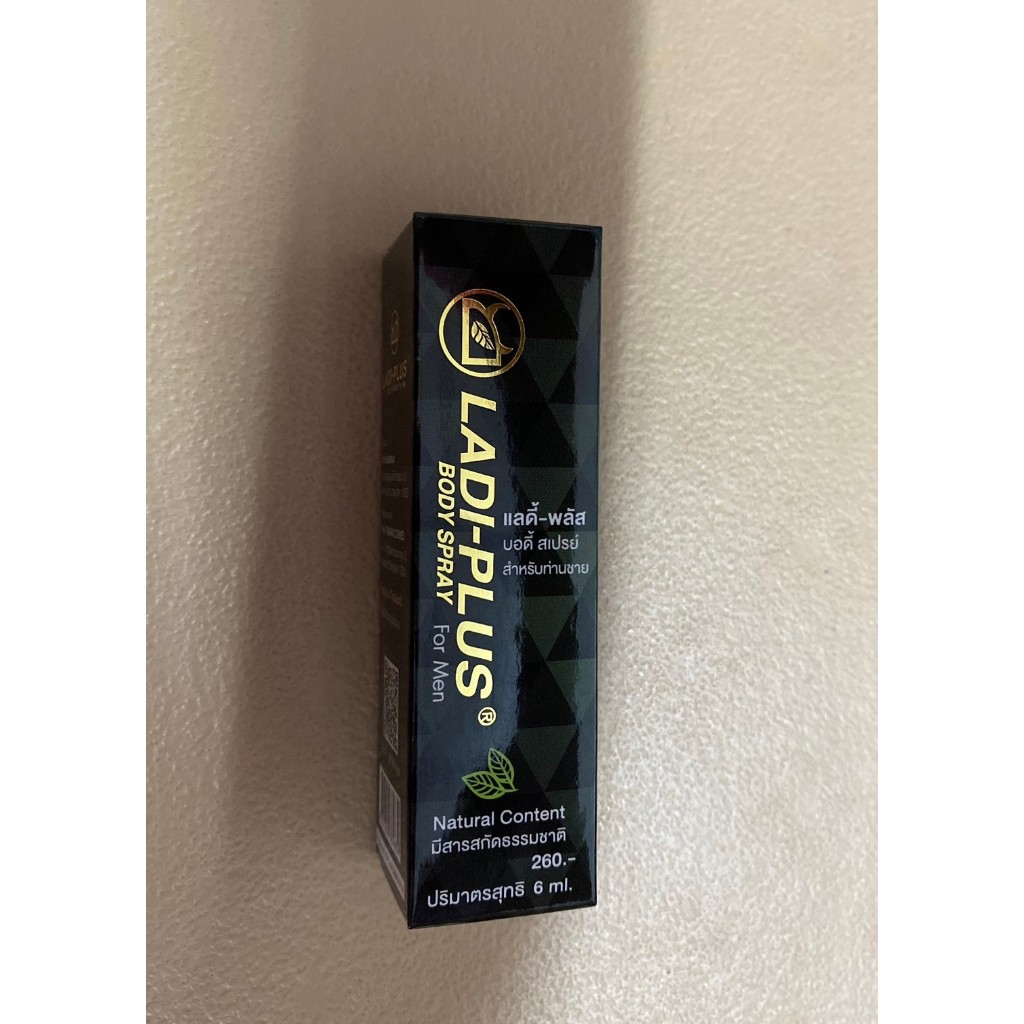 LADI-PLUS®
BODY SPRAY For Men
แลดี้-พลัส
บอดี้ สเปรย์
สำหรับท่านชาย
Natural Content
มีสารสกัดธรรมชาติ
260.-
ปริมาตรสุทธิ 6 ml.
LADI-PLUS